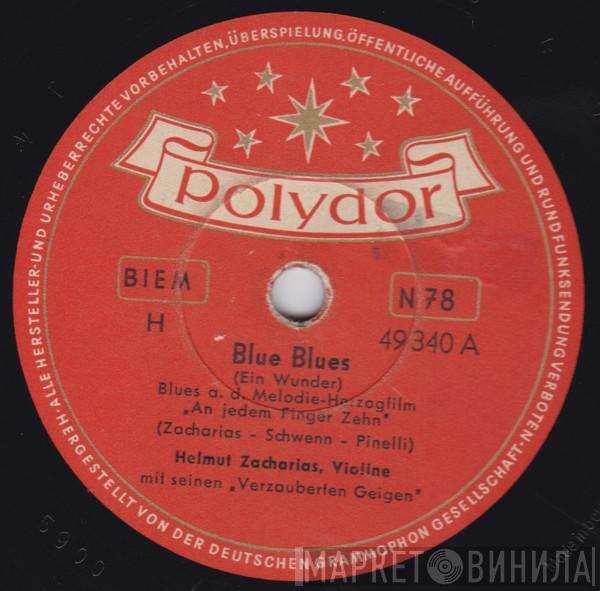 ·ALLE HERSTELLER-UND URHEBERRECHTE VORBEHALTEN, ÜBERSPIELUNG, ÖFFENTLICHE AUFFÜHRUNG UND RUNDFUNKSENDUNG VERBOTEN·
polydor
BIEM
N 78
H
49 340 A
Blue Blues
(Ein Wunder)
Blues a. d. Melodie-Herzogfilm
„An jedem Finger Zehn"
(Zacharias - Schwenn - Pinelli)
Helmut Zacharias, Violine
mit seinen „Verzauberten Geigen"
HERGESTELLT VON DER DEUTSCHEN GRAMMOPHON GESELLSCHAFT·
МАРКЕТ ВИНИЛА